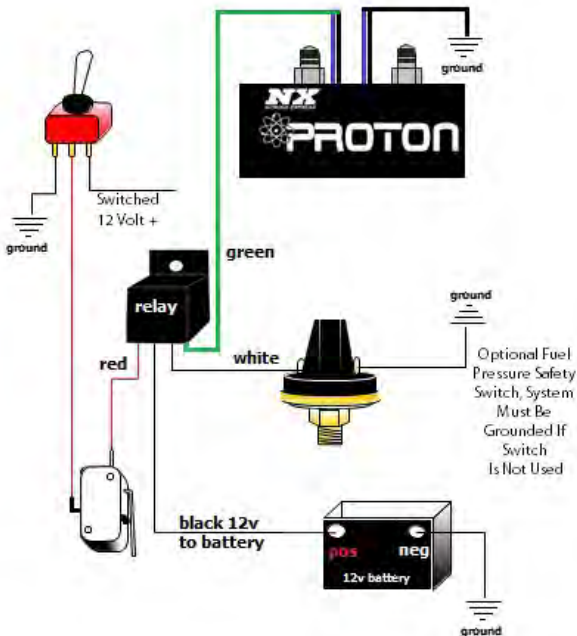 ground
NX
PROTON
Switched
12 Volt +
ground
green
relay
ground
white
red
Optional Fuel
Pressure Safety
Switch, System
Must Be
Grounded If
Switch
Is Not Used
black 12v
to battery
pos
neg
12v battery
ground